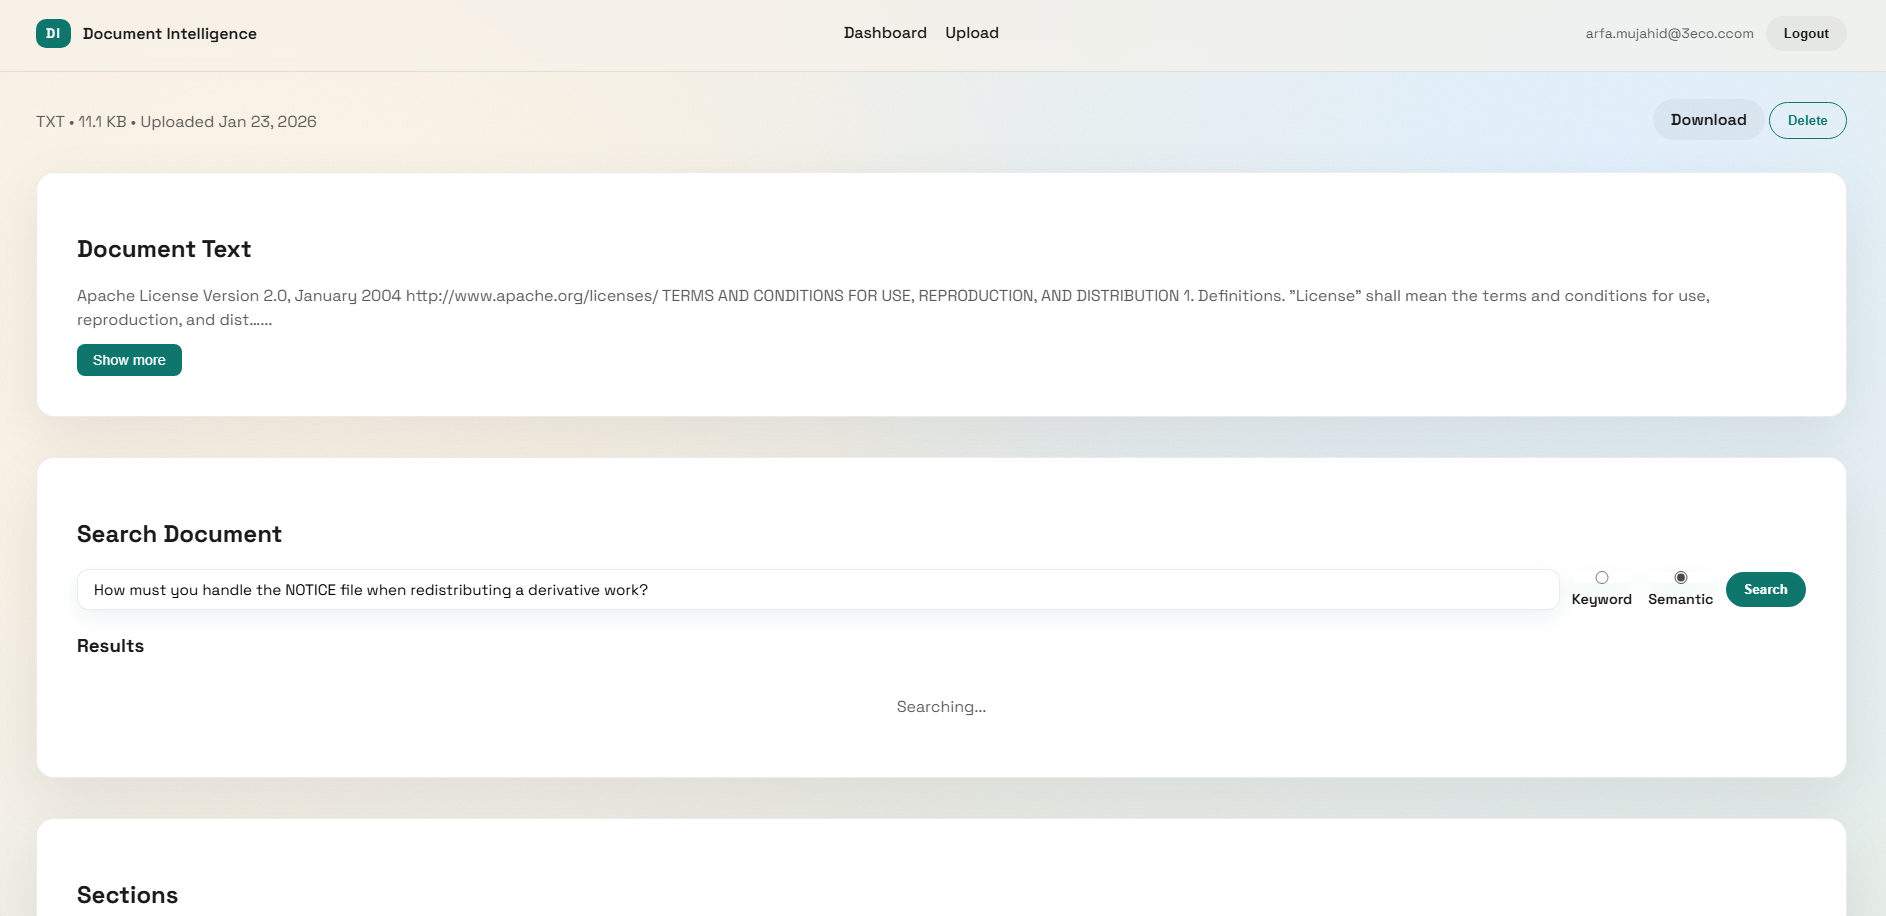 DI
Document Intelligence
Dashboard
Upload
arfa.mujahid@3eco.ccom
Logout
TXT • 11.1 KB • Uploaded Jan 23, 2026
Download
Delete
Document Text
Apache License Version 2.0, January 2004 http://www.apache.org/licenses/ TERMS AND CONDITIONS FOR USE, REPRODUCTION, AND DISTRIBUTION 1. Definitions. "License" shall mean the terms and conditions for use,
reproduction, and dist......
Show more
Search Document
How must you handle the NOTICE file when redistributing a derivative work?
Keyword
Semantic
Search
Results
Searching...
Sections